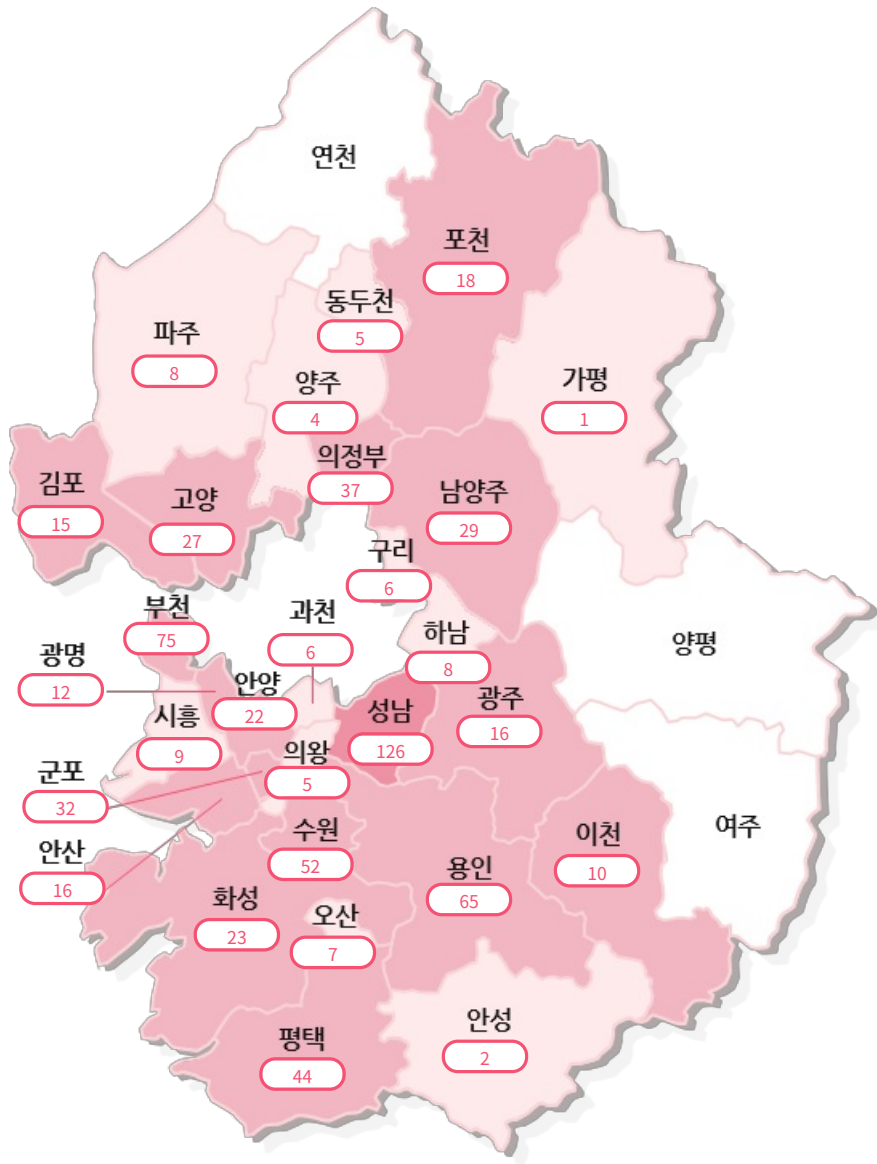 연천
포천
18
동두천
5
파주
8
양주
4
가평
1
의정부
37
김포
15
고양
27
남양주
29
구리
6
부천
75
과천
6
하남
8
양평
광명
12
안양
22
시흥
9
성남
126
광주
16
의왕
5
군포
32
수원
52
이천
10
여주
안산
16
화성
23
용인
65
오산
7
안성
2
평택
44